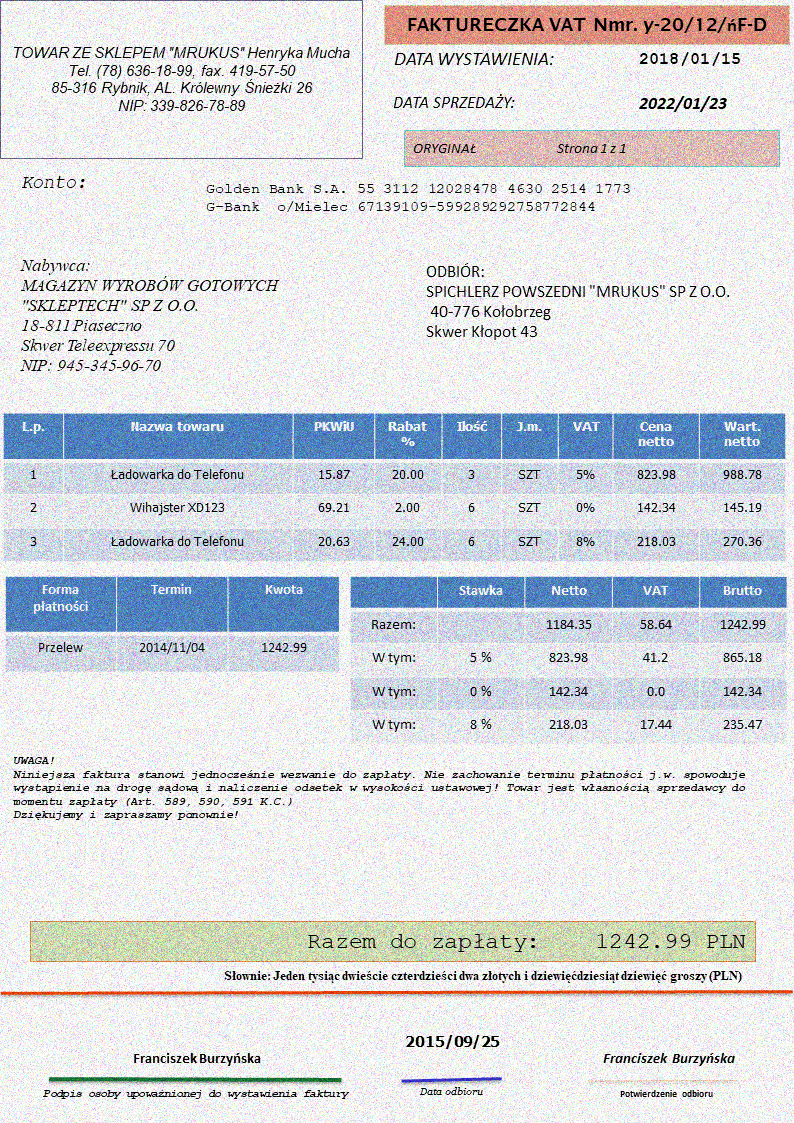 TOWAR ZE SKLEPEM "MRUKUS" Henryka Mucha
Tel. (78) 636-18-99, fax. 419-57-50
85-316 Rybnik, AL. Królewny Śnieżki 26
NIP: 339-826-78-89
FAKTURECZKA VAT Nmr. y-20/12/ńF-D
DATA WYSTAWIENIA: 2018/01/15
DATA SPRZEDAŻY: 2022/01/23
ORYGINAŁ Strona 1 z 1
Konto:
Golden Bank S.A. 55 3112 12028478 4630 2514 1773
G-Bank o/Mielec 67139109-599289292758772844
Nabywca:
MAGAZYN WYROBÓW GOTOWYCH
"SKLEPTECH" SP Z O.O.
18-811 Piaseczno
Skwer Teleexpressu 70
NIP: 945-345-96-70
ODBIÓR:
SPICHLERZ POWSZEDNI "MRUKUS" SP Z O.O.
40-776 Kołobrzeg
Skwer Kłopot 43
L.p. Nazwa towaru PKWiU Rabat % Ilość J.m. VAT Cena netto Wart. netto
1 Ładowarka do Telefonu 15.87 20.00 3 SZT 5% 823.98 988.78
2 Wihajster XD123 69.21 2.00 6 SZT 0% 142.34 145.19
3 Ładowarka do Telefonu 20.63 24.00 6 SZT 8% 218.03 270.36
Forma płatności Termin Kwota
Przelew 2014/11/04 1242.99
Stawka Netto VAT Brutto
Razem: 1184.35 58.64 1242.99
W tym: 5 % 823.98 41.2 865.18
W tym: 0 % 142.34 0.0 142.34
W tym: 8 % 218.03 17.44 235.47
UWAGA!
Niniejsza faktura stanowi jednocześnie wezwanie do zapłaty. Nie zachowanie terminu płatności j.w. spowoduje
wystąpienie na drogę sądową i naliczenie odsetek w wysokości ustawowej! Towar jest własnością sprzedawcy do
momentu zapłaty (Art. 589, 590, 591 K.C.)
Dziękujemy i zapraszamy ponownie!
Razem do zapłaty: 1242.99 PLN
Słownie: Jeden tysiąc dwieście czterdzieści dwa złotych i dziewięćdziesiąt dziewięć groszy (PLN)
Franciszek Burzyńska
Podpis osoby upoważnionej do wystawienia faktury
2015/09/25
Data odbioru
Franciszek Burzyńska
Potwierdzenie odbioru